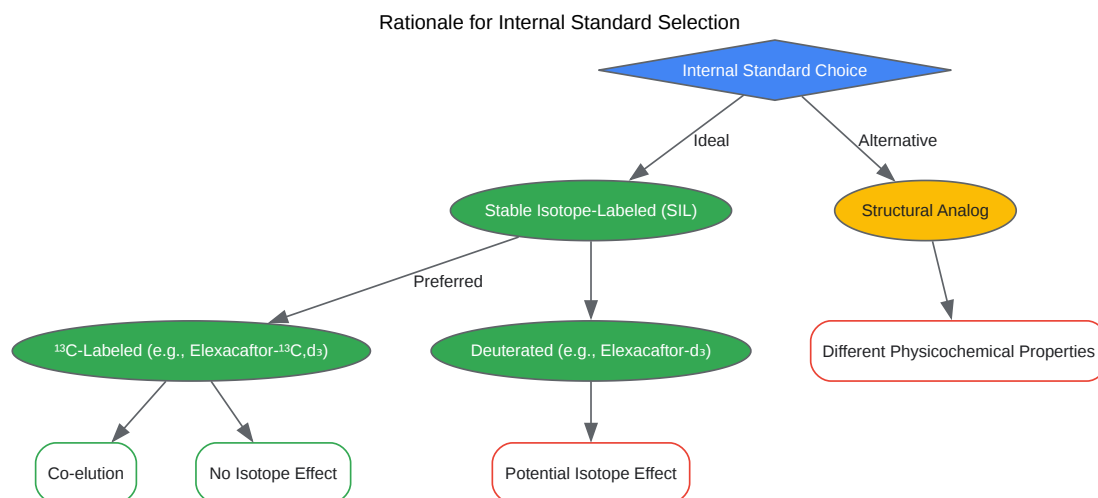 Rationale for Internal Standard Selection
Internal Standard Choice
Ideal
Alternative
Stable Isotope-Labeled (SIL)
Structural Analog
Preferred
¹³C-Labeled (e.g., Elexacaftor-¹³C,d₃)
Deuterated (e.g., Elexacaftor-d₃)
Different Physicochemical Properties
Co-elution
No Isotope Effect
Potential Isotope Effect